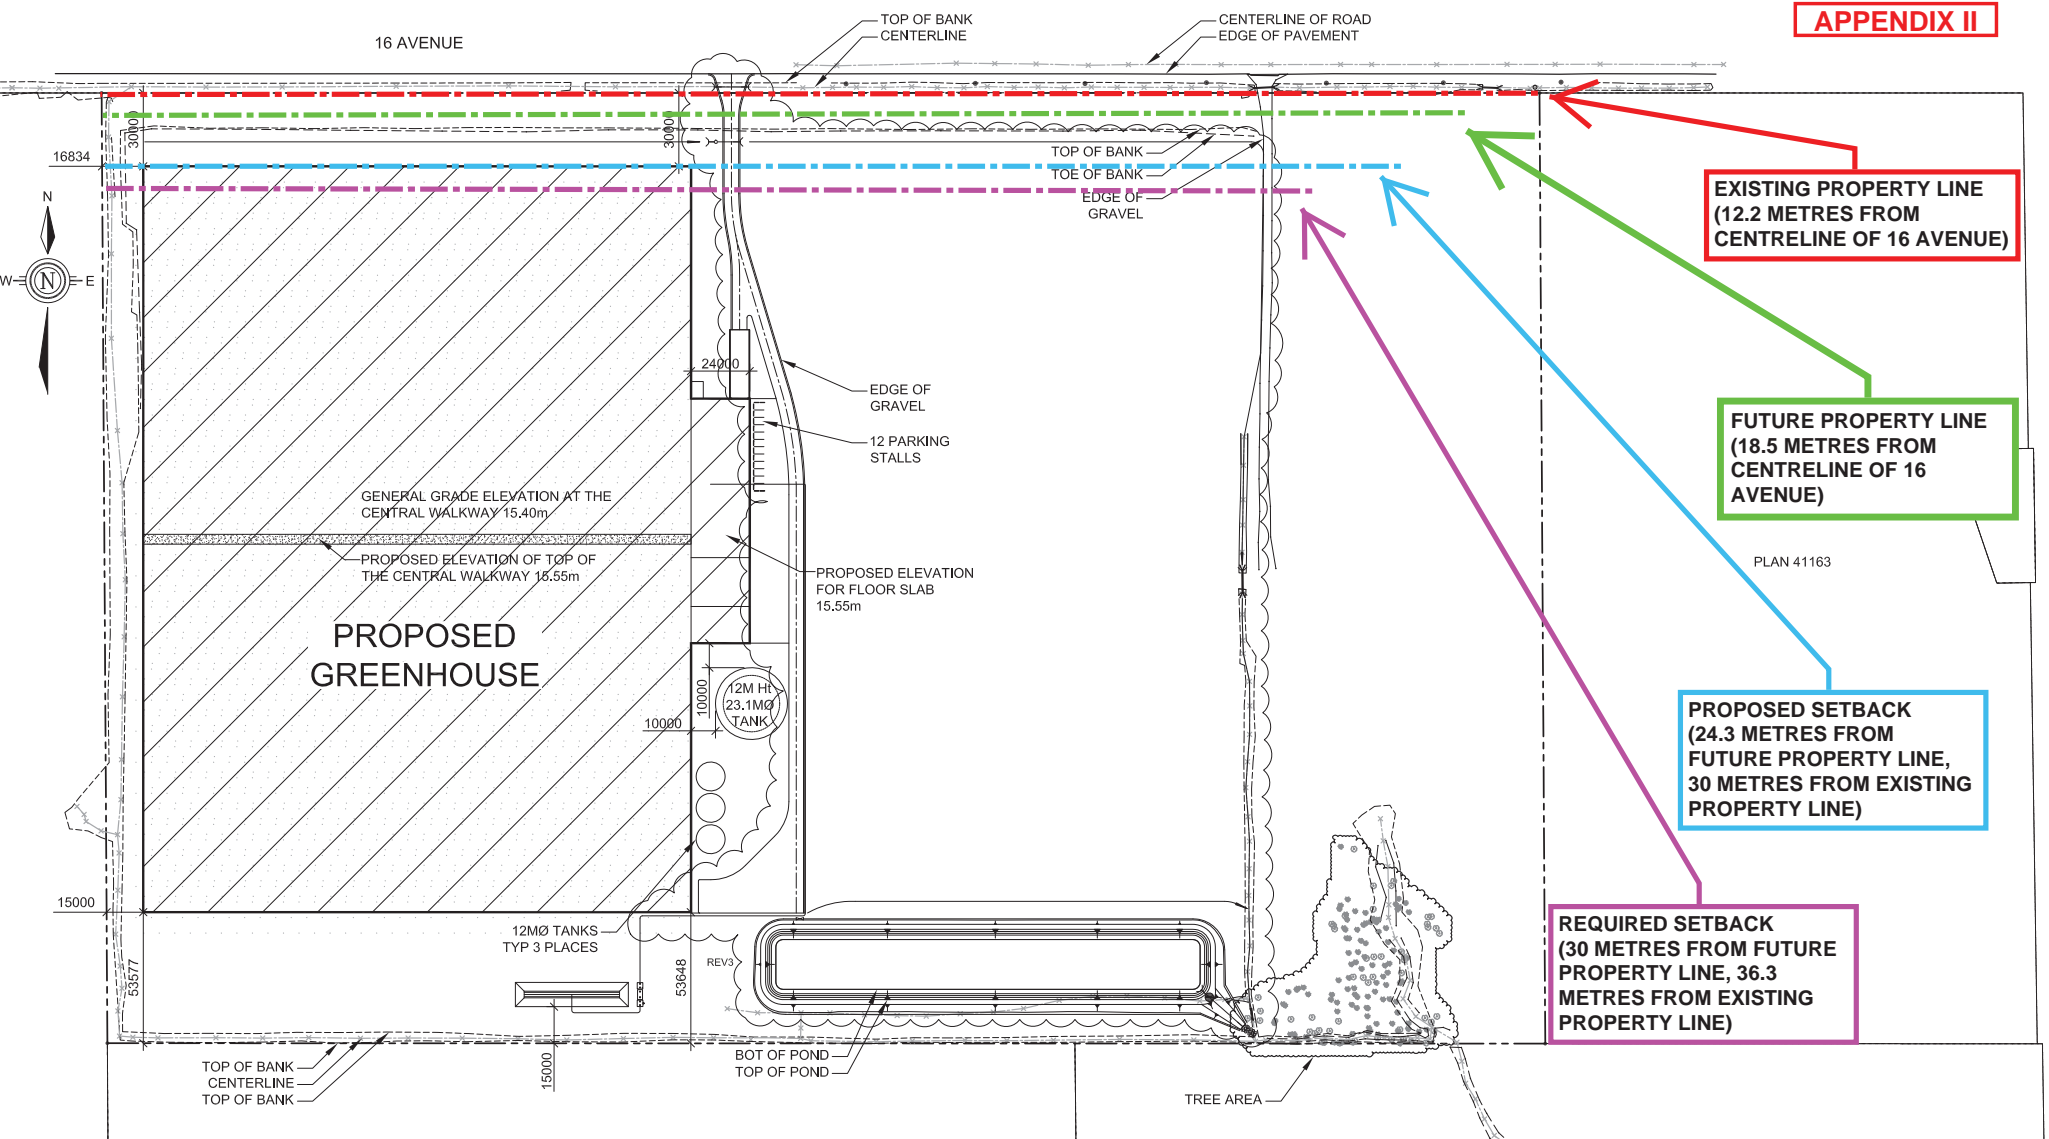 APPENDIX II
16 AVENUE
TOP OF BANK
CENTERLINE
CENTERLINE OF ROAD
EDGE OF PAVEMENT
30000
30000
16834
TOP OF BANK
TOE OF BANK
EDGE OF
GRAVEL
EXISTING PROPERTY LINE
(12.2 METRES FROM
CENTRELINE OF 16 AVENUE)
N
W
N
E
24000
EDGE OF
GRAVEL
12 PARKING
STALLS
FUTURE PROPERTY LINE
(18.5 METRES FROM
CENTRELINE OF 16
AVENUE)
GENERAL GRADE ELEVATION AT THE
CENTRAL WALKWAY 15.40m
PROPOSED ELEVATION OF TOP OF
THE CENTRAL WALKWAY 15.55m
PROPOSED ELEVATION
FOR FLOOR SLAB
15.55m
PLAN 41163
PROPOSED
GREENHOUSE
10000
12M Ht
23.1MØ
TANK
10000
PROPOSED SETBACK
(24.3 METRES FROM
FUTURE PROPERTY LINE,
30 METRES FROM EXISTING
PROPERTY LINE)
15000
12MØ TANKS
TYP 3 PLACES
REV3
53577
53648
REQUIRED SETBACK
(30 METRES FROM FUTURE
PROPERTY LINE, 36.3
METRES FROM EXISTING
PROPERTY LINE)
TOP OF BANK
CENTERLINE
TOP OF BANK
15000
BOT OF POND
TOP OF POND
TREE AREA